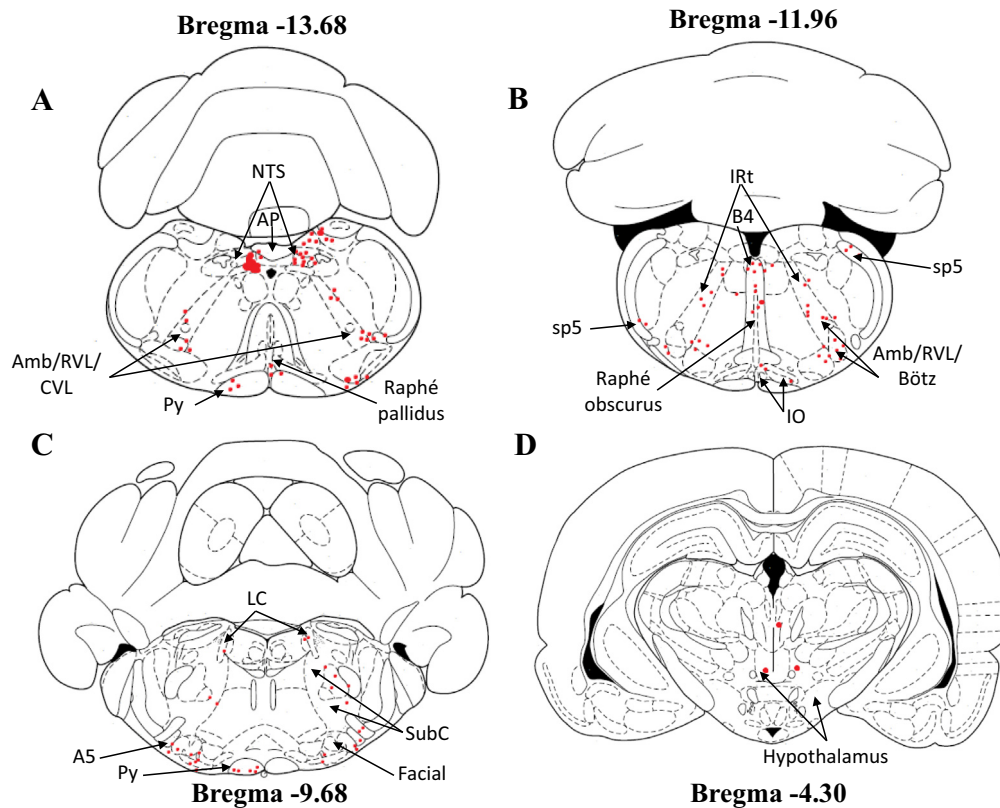 Bregma -13.68
Bregma -11.96
A
B
NTS
AP
IRt
B4
sp5
sp5
Amb/RVL/
CVL
Py
Raphé
pallidus
Raphé
obscurus
IO
Amb/RVL/
Bötz
C
D
LC
A5
Py
SubC
Facial
Hypothalamus
Bregma -9.68
Bregma -4.30